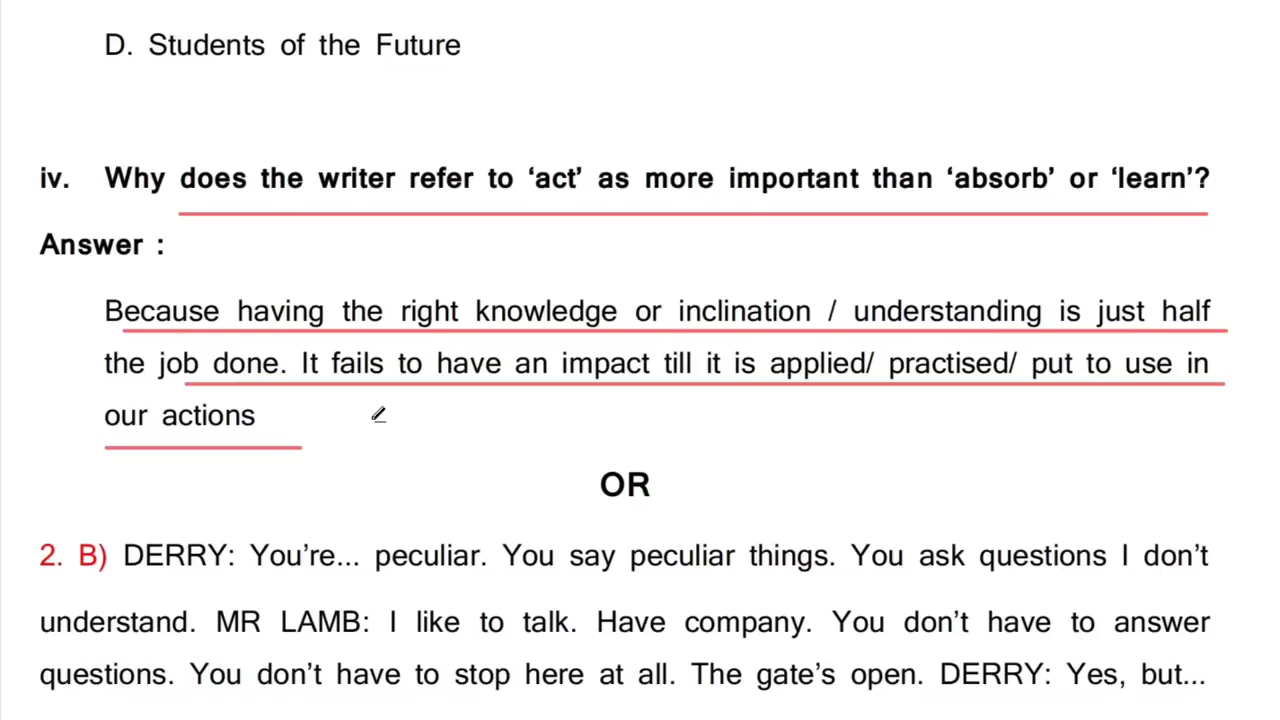 D. Students of the Future
iv. Why does the writer refer to ‘act’ as more important than ‘absorb’ or ‘learn’?
Answer :
Because having the right knowledge or inclination / understanding is just half
the job done. It fails to have an impact till it is applied/ practised/ put to use in
our actions
OR
2. B) DERRY: You’re... peculiar. You say peculiar things. You ask questions I don’t
understand. MR LAMB: I like to talk. Have company. You don’t have to answer
questions. You don’t have to stop here at all. The gate’s open. DERRY: Yes, but...